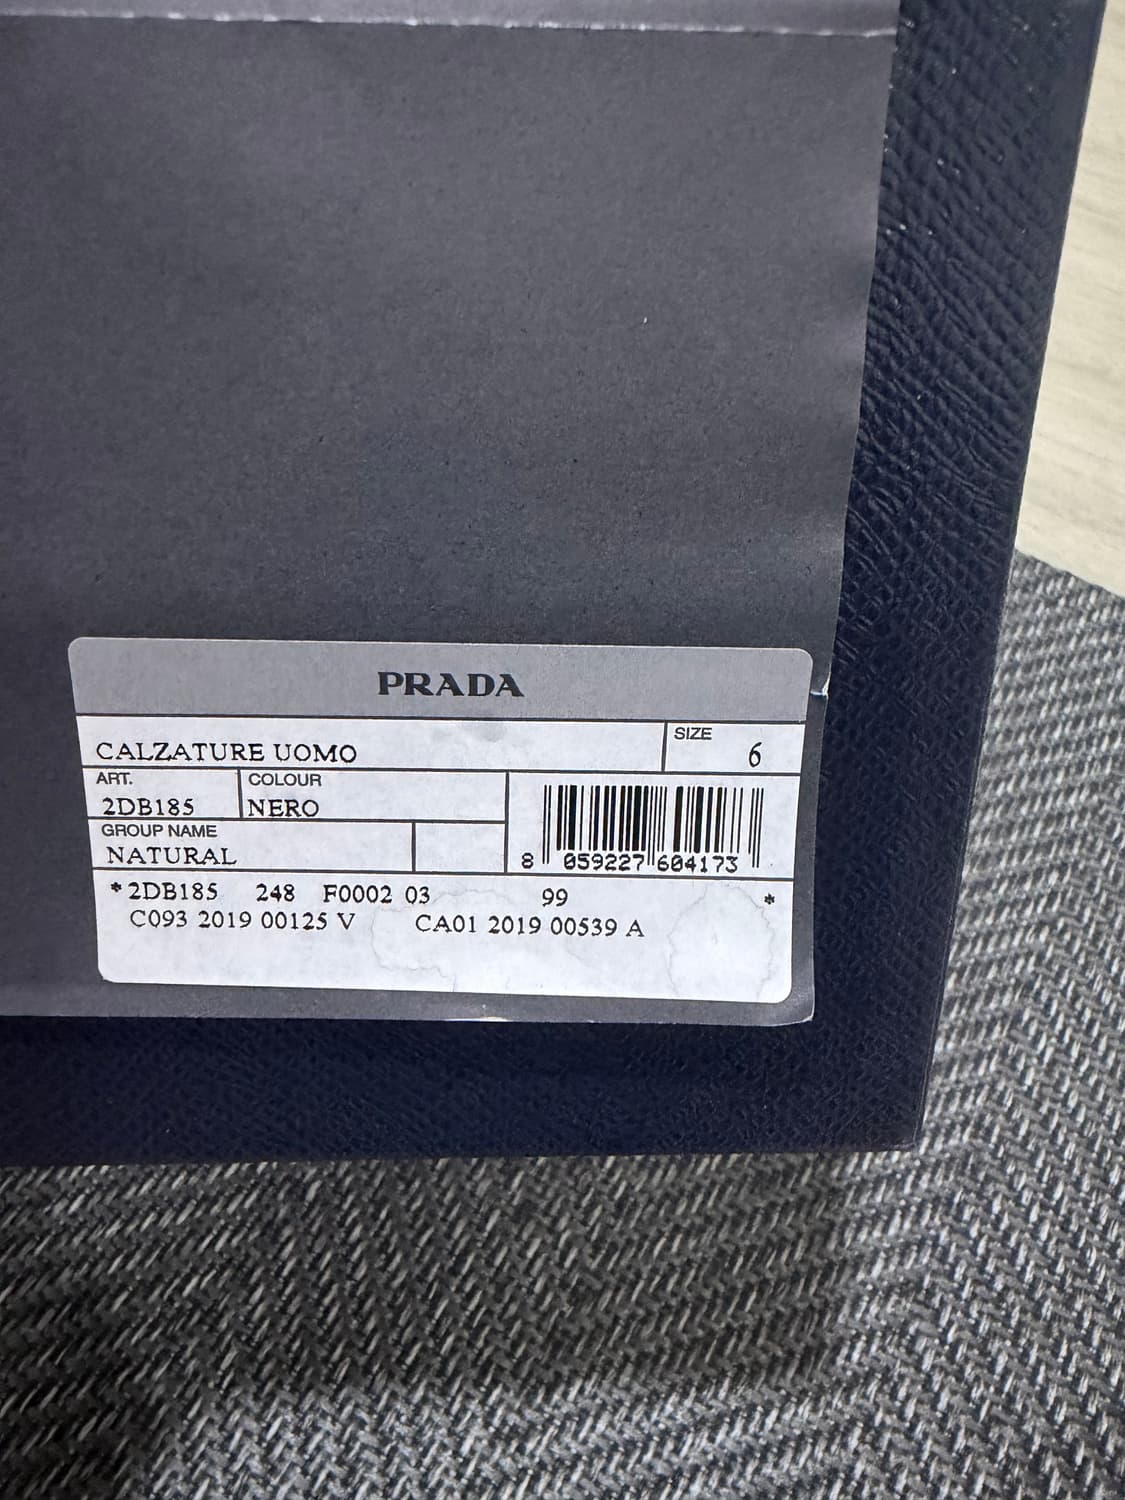 PRADA
CALZATURE UOMO
SIZE
6
ART.
2DB185
COLOUR
NERO
GROUP NAME
NATURAL
8 059227 604173
*2DB185 248 F0002 03 99 *
C093 2019 00125 V CA01 2019 00539 A